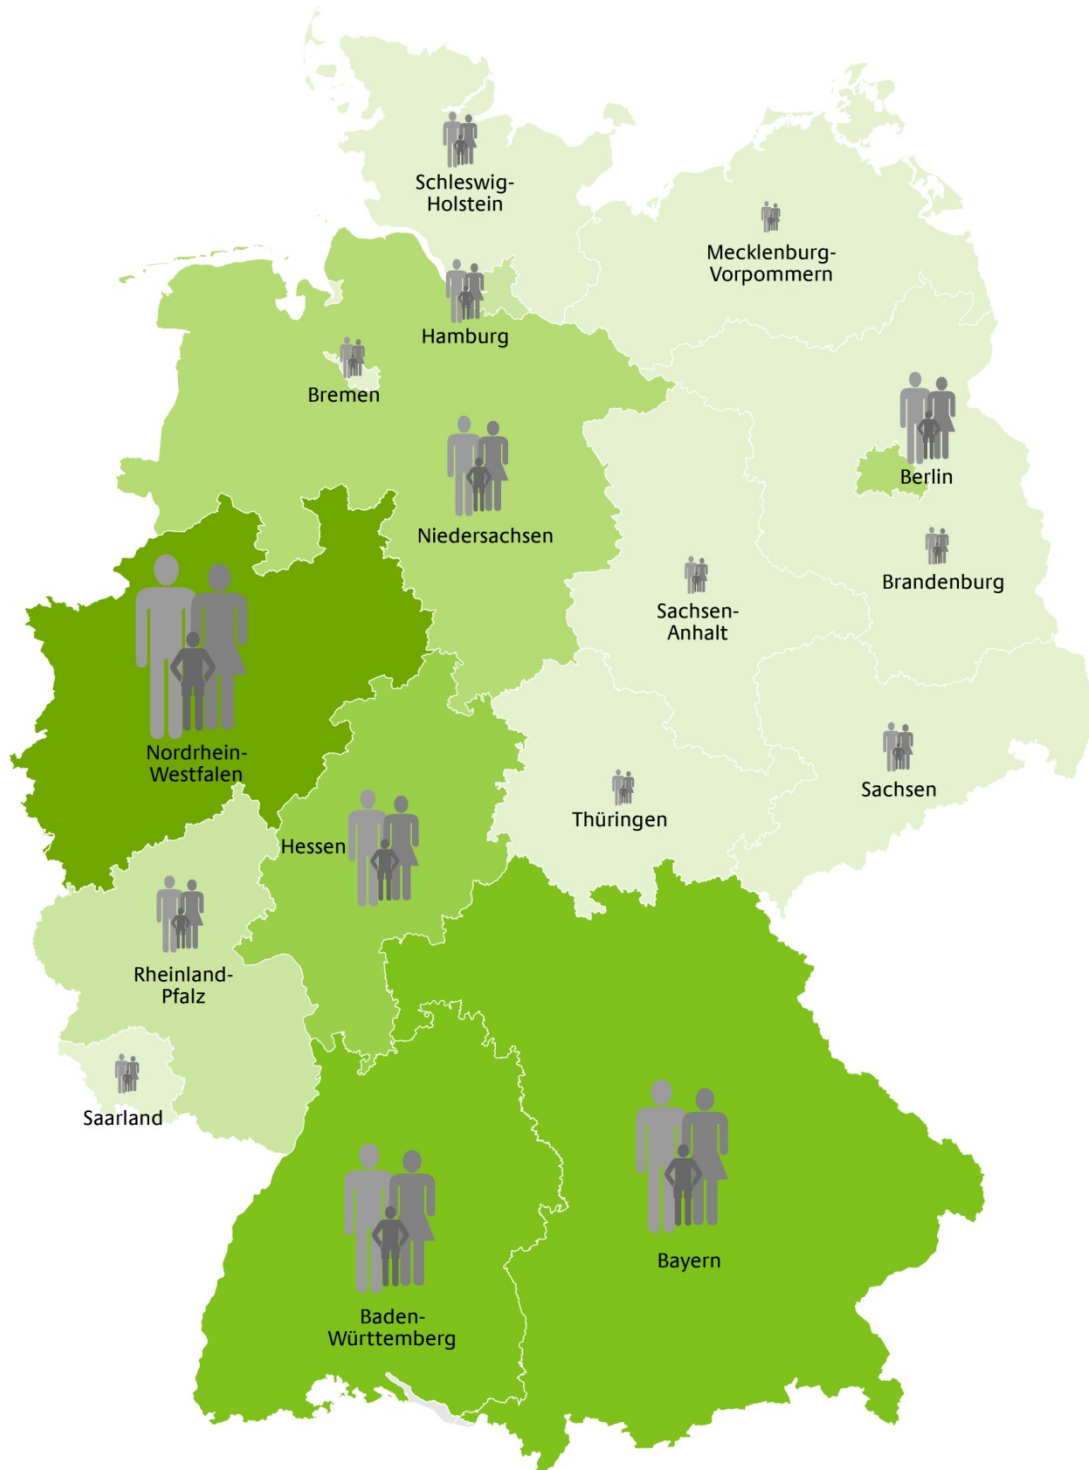 Schleswig-
Holstein
Mecklenburg-
Vorpommern
Hamburg
Bremen
Berlin
Niedersachsen
Brandenburg
Sachsen-
Anhalt
Nordrhein-
Westfalen
Sachsen
Thüringen
Hessen
Rheinland-
Pfalz
Saarland
Bayern
Baden-
Württemberg